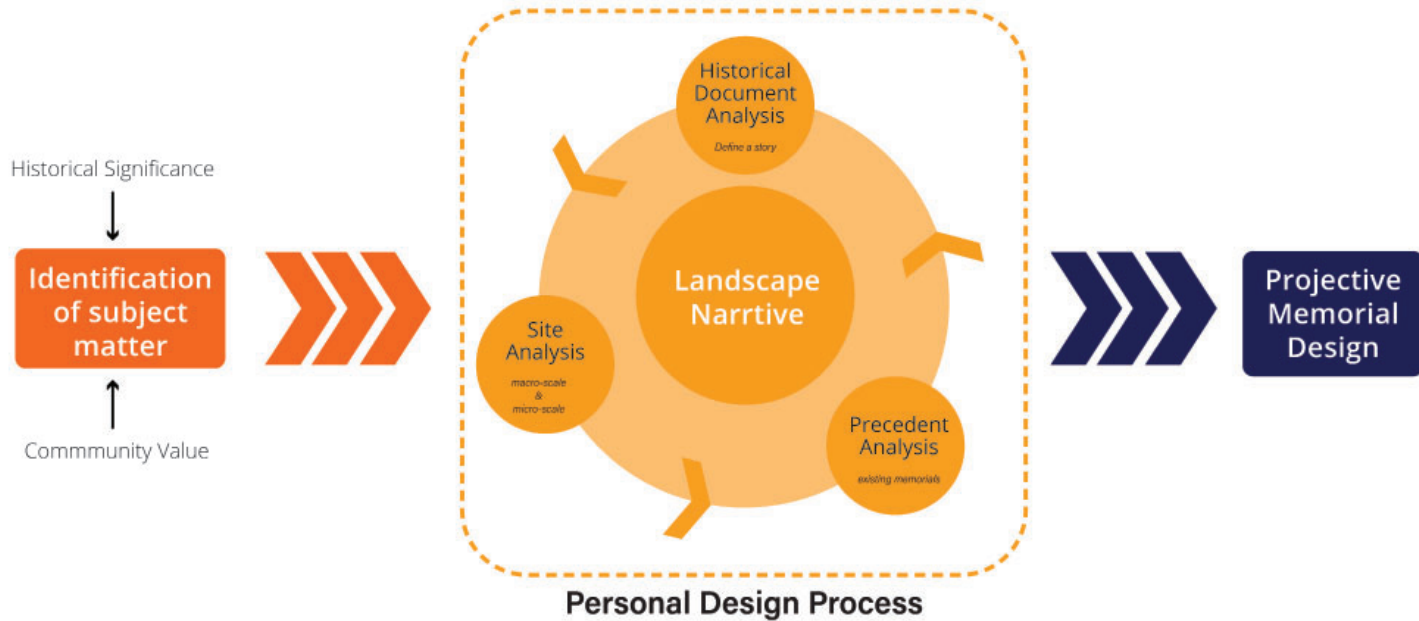 Historical Significance
Identification
of subject
matter
Commmunity Value
Historical
Document
Analysis
Define a story
Landscape
Narrtive
Site
Analysis
macro-scale
&
micro-scale
Precedent
Analysis
existing memorials
Personal Design Process
Projective
Memorial
Design